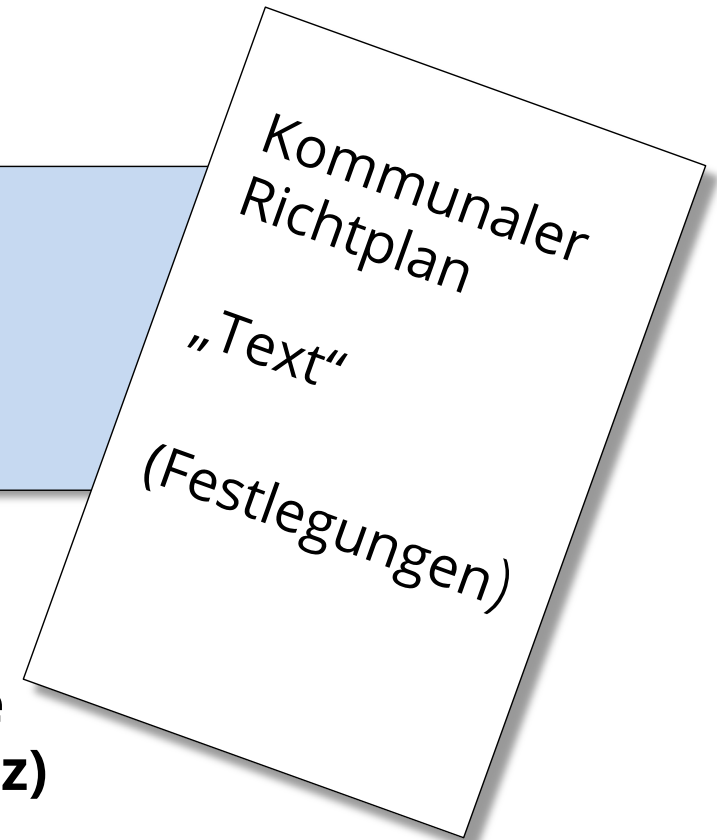 Kommunaler
Richtplan
„Text“
(Festlegungen)
e
z)